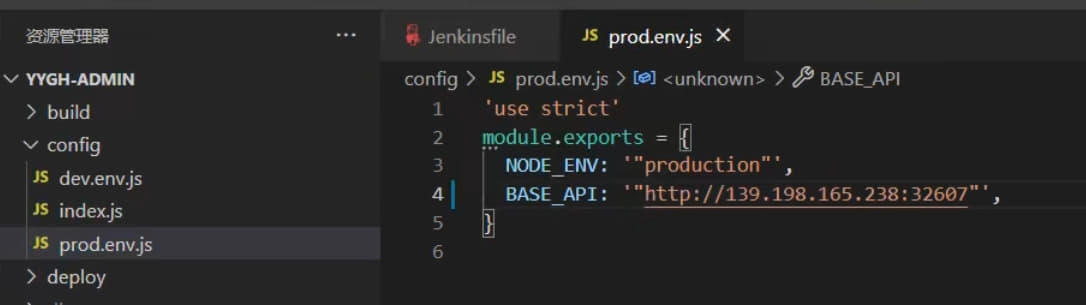 资源管理器 ...
YYGH-ADMIN
build
config
JS dev.env.js
JS index.js
JS prod.env.js
deploy
Jenkinsfile JS prod.env.js ×
config > JS prod.env.js > <unknown> > BASE_API
1 'use strict'
2 module.exports = {
3 NODE_ENV: '"production"',
4 BASE_API: '"http://139.198.165.238:32607"',
5 }
6